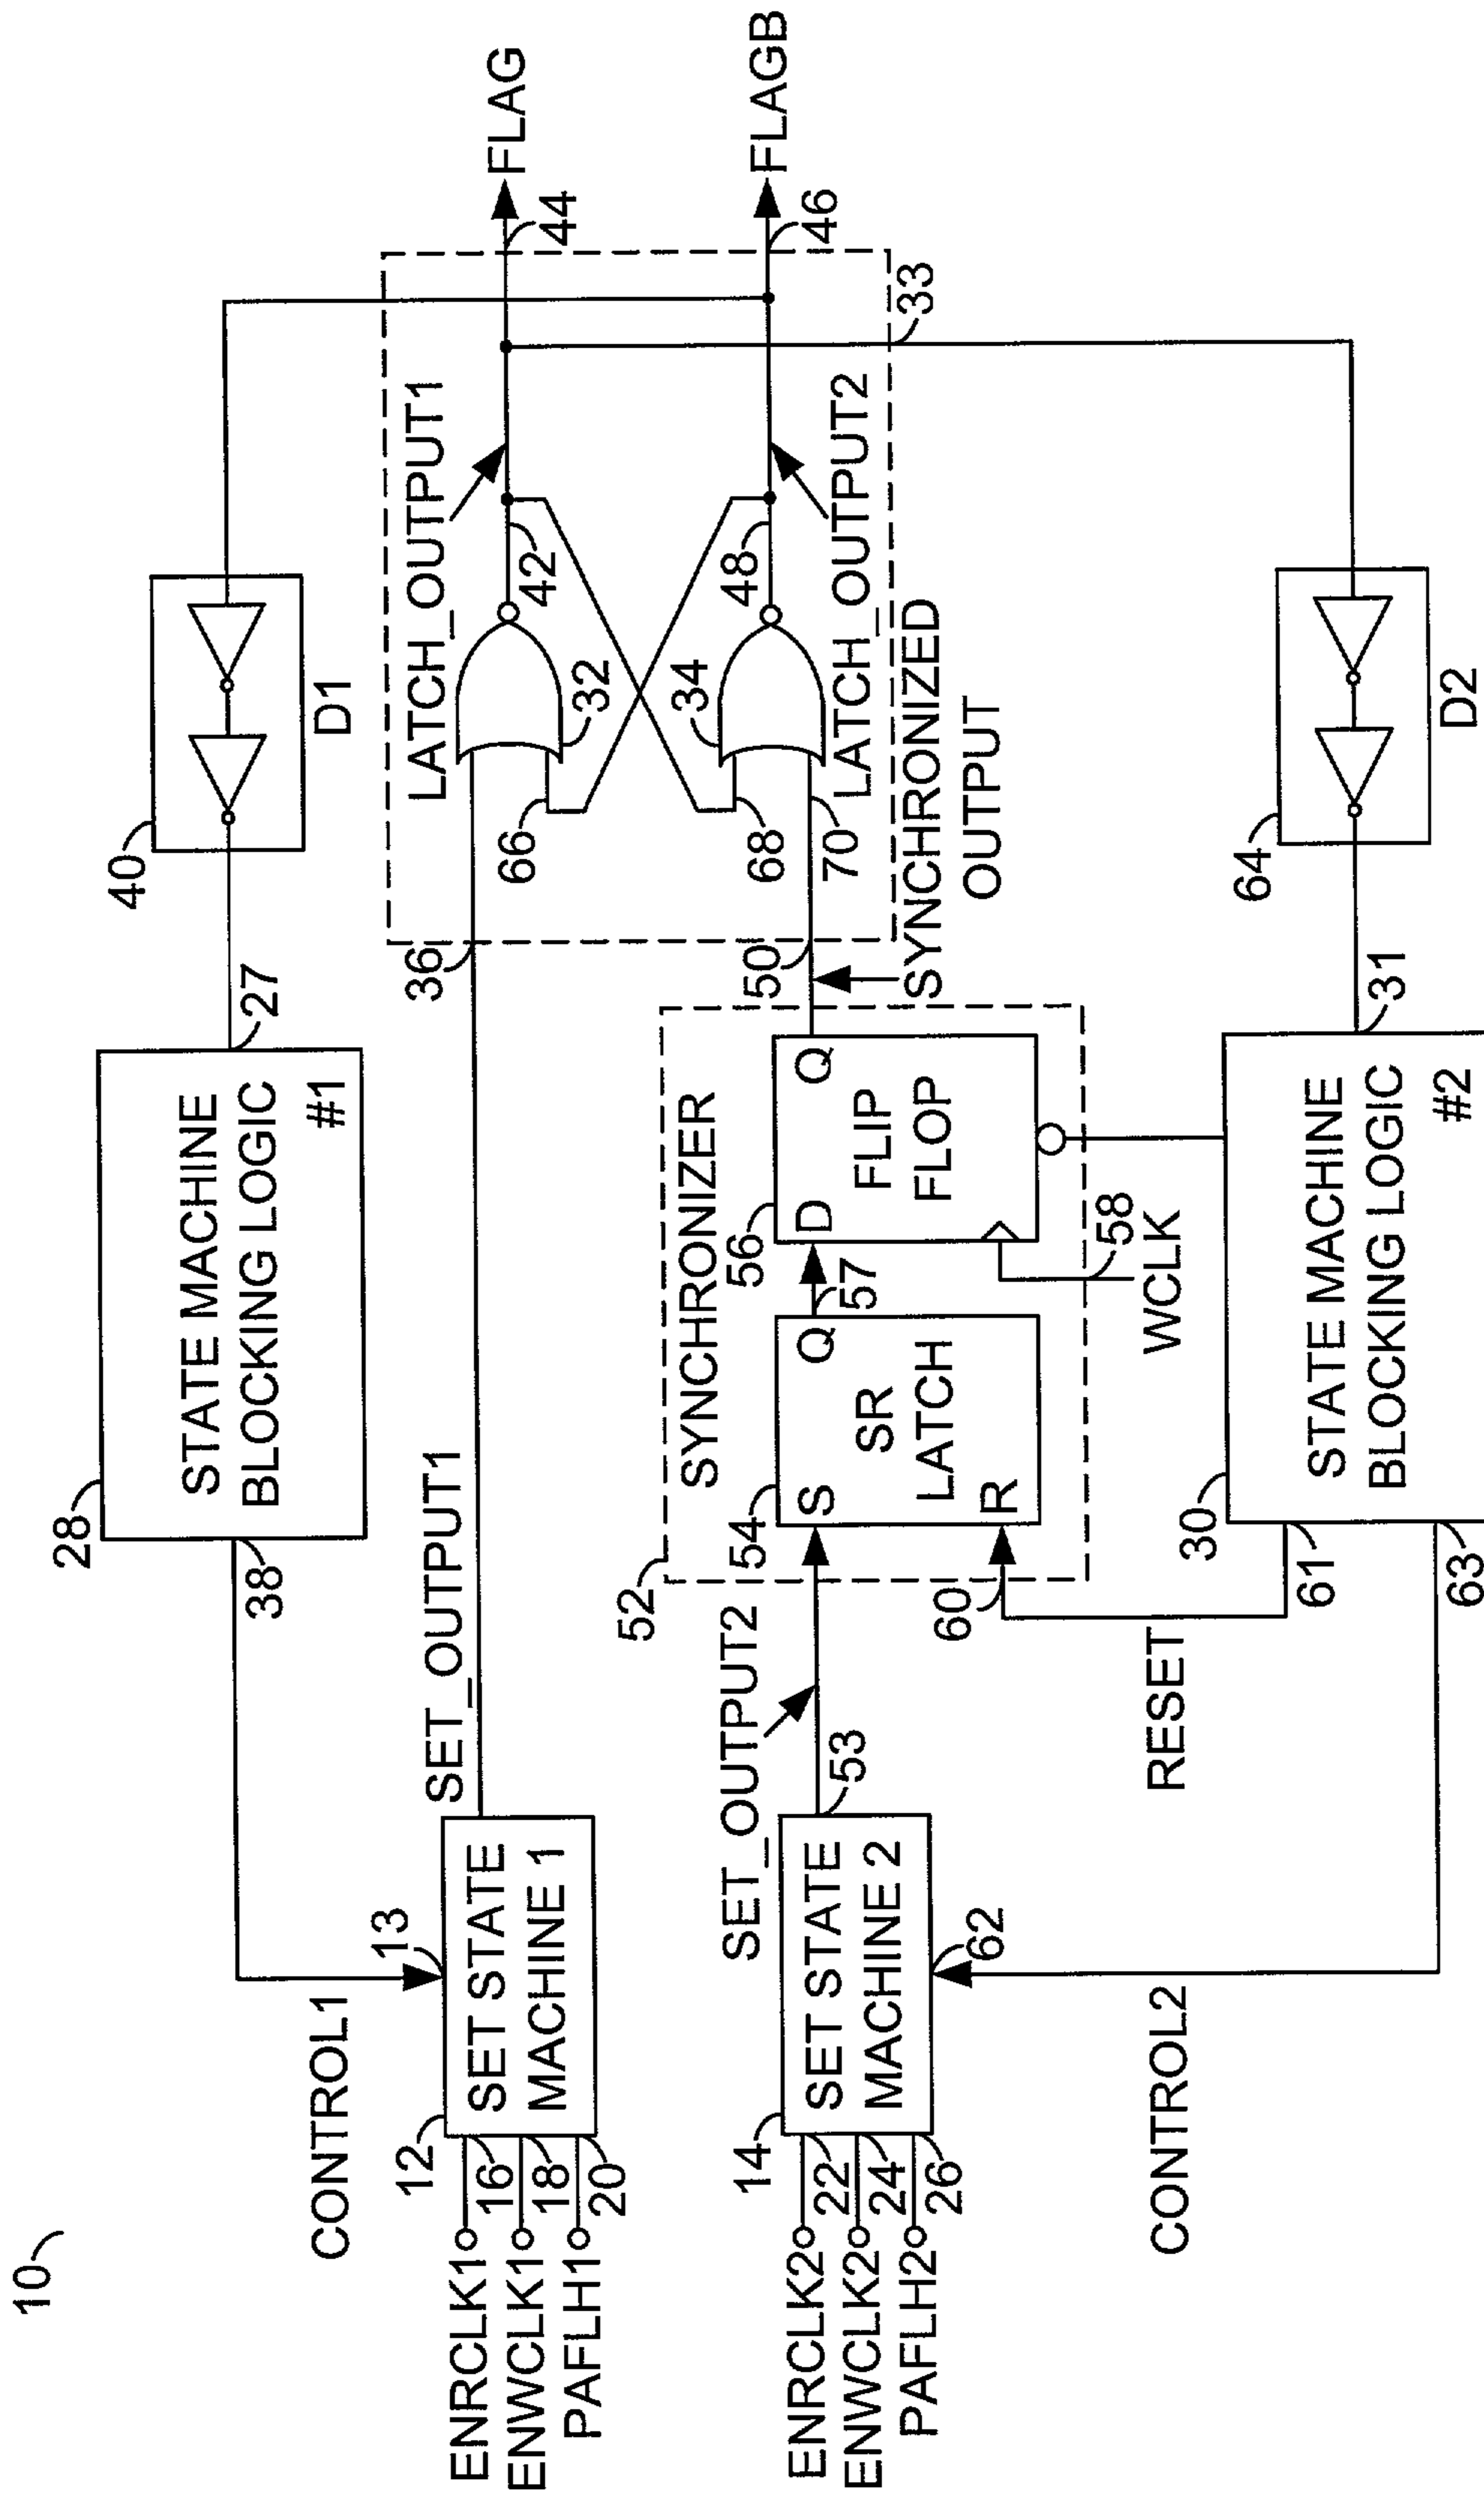 10
28
STATE MACHINE
BLOCKING LOGIC
#1
38
27
40
D1
CONTROL1
13
12
SET STATE
MACHINE 1
ENRCLK1
ENWCLK1
PAFLH1
16
18
20
SET_OUTPUT1
36
LATCH_OUTPUT1
66
32
42
44
FLAG
14
SET STATE
MACHINE 2
ENRCLK2
ENWCLK2
PAFLH2
22
24
26
62
53
SET_OUTPUT2
52
SYNCHRONIZER
54
S
Q
SR
LATCH
R
60
57
56
D
Q
FLIP
FLOP
58
WCLK
50
SYNCHRONIZED
OUTPUT
34
68
70
48
LATCH_OUTPUT2
46
FLAGB
33
RESET
CONTROL2
61
63
30
STATE MACHINE
BLOCKING LOGIC
#2
31
64
D2